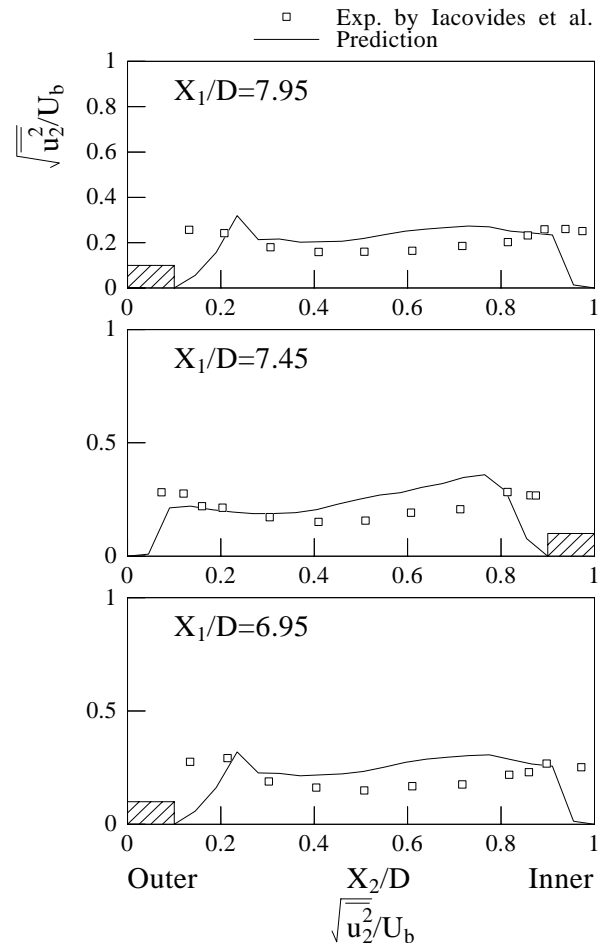 Exp. by Iacovides et al.
Prediction
1
X₁/D=7.95
0.8
√u₂²/U_b
0.6
0.4
0.2
0
0 0.2 0.4 0.6 0.8 1
1
X₁/D=7.45
0.5
0
0 0.2 0.4 0.6 0.8 1
1
X₁/D=6.95
0.5
0
0 0.2 0.4 0.6 0.8 1
Outer X₂/D Inner
√u₂²/U_b